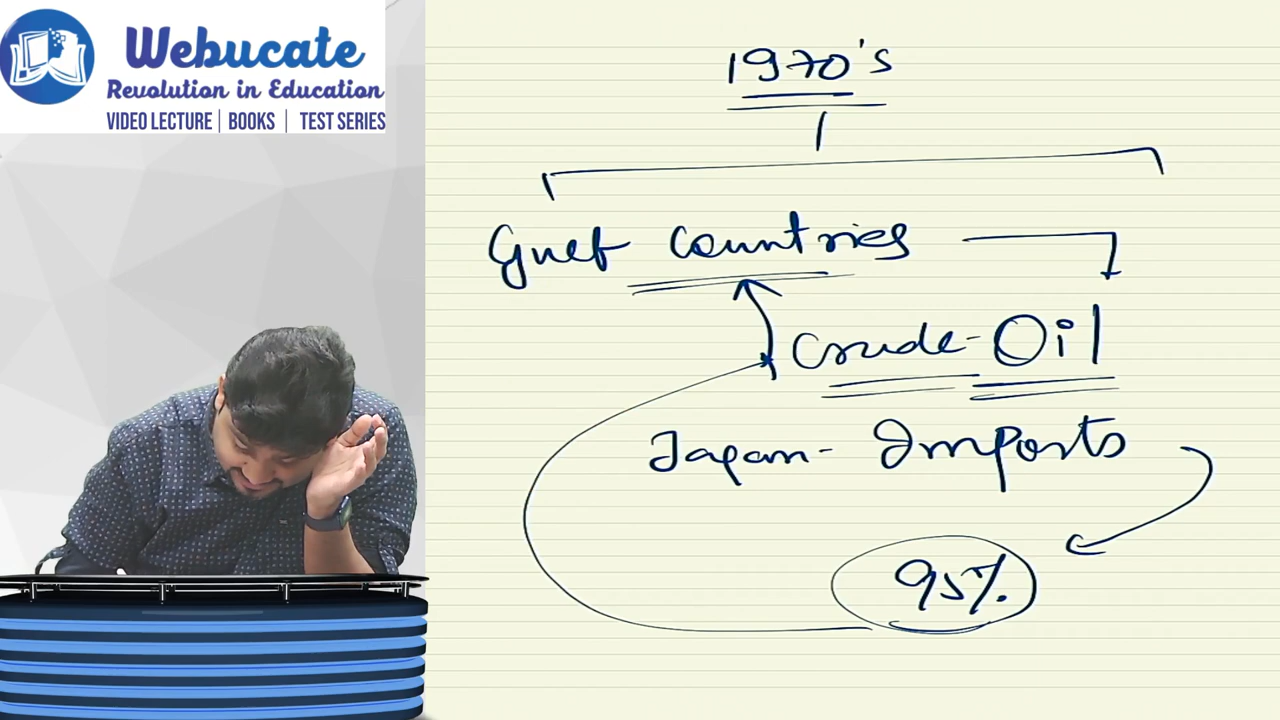 Webucate
Revolution in Education
VIDEO LECTURE | BOOKS | TEST SERIES
1970's
Gulf countries
Crude-Oil
Japan- Imports
95%